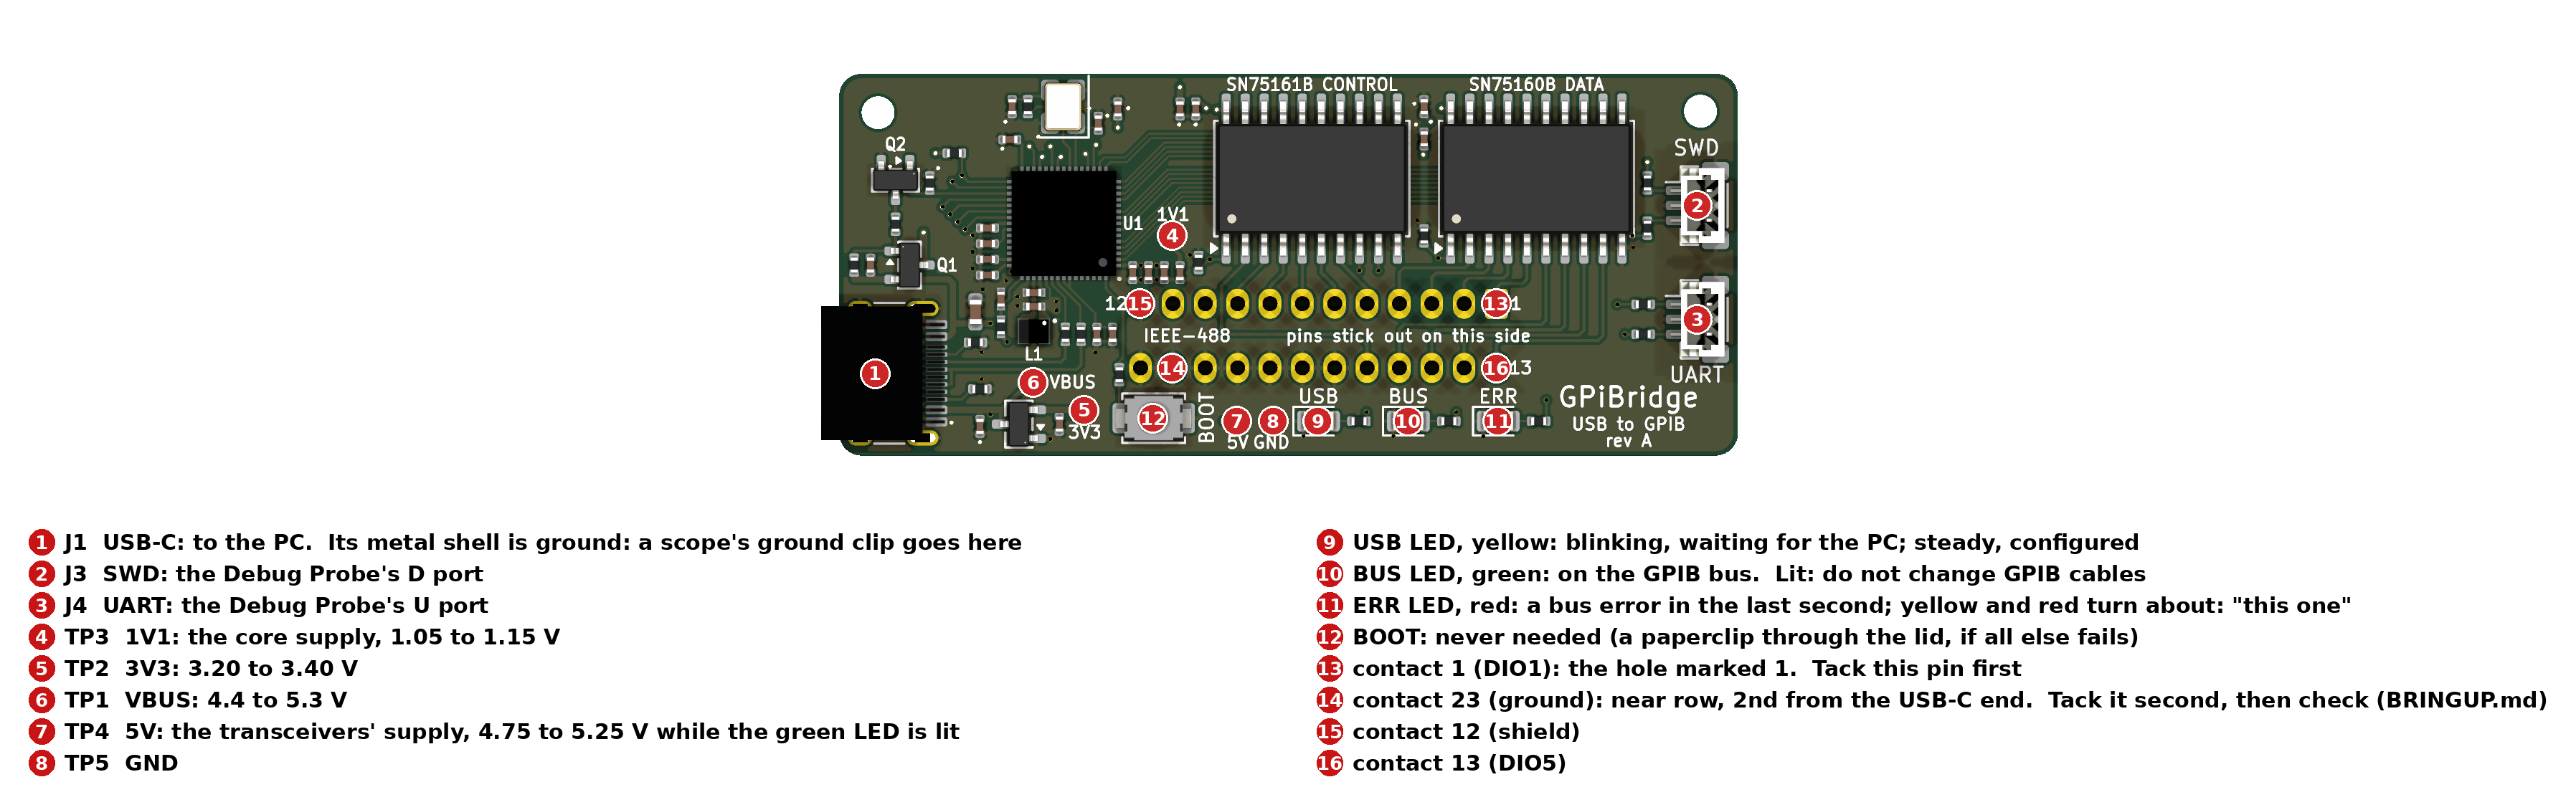 SN75161B CONTROL
SN75160B DATA
Q2
SWD
2
1V1
U1
4
Q1
12
15
13
1
3
IEEE-488
pins stick out on this side
L1
1
14
16
13
6
VBUS
UART
USB
BUS
ERR
GPiBridge
5
3V3
12
BOOT
7
8
9
10
11
USB to GPIB
5V
GND
rev A
1 J1 USB-C: to the PC. Its metal shell is ground: a scope's ground clip goes here
2 J3 SWD: the Debug Probe's D port
3 J4 UART: the Debug Probe's U port
4 TP3 1V1: the core supply, 1.05 to 1.15 V
5 TP2 3V3: 3.20 to 3.40 V
6 TP1 VBUS: 4.4 to 5.3 V
7 TP4 5V: the transceivers' supply, 4.75 to 5.25 V while the green LED is lit
8 TP5 GND
9 USB LED, yellow: blinking, waiting for the PC; steady, configured
10 BUS LED, green: on the GPIB bus. Lit: do not change GPIB cables
11 ERR LED, red: a bus error in the last second; yellow and red turn about: "this one"
12 BOOT: never needed (a paperclip through the lid, if all else fails)
13 contact 1 (DIO1): the hole marked 1. Tack this pin first
14 contact 23 (ground): near row, 2nd from the USB-C end. Tack it second, then check (BRINGUP.md)
15 contact 12 (shield)
16 contact 13 (DIO5)